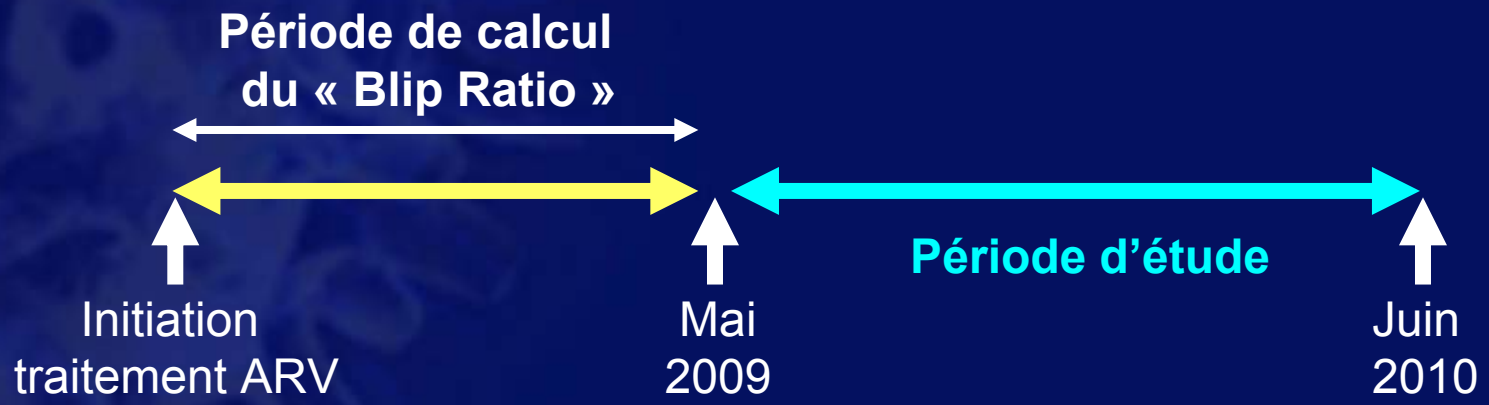 Période de calcul
du « Blip Ratio »
Période d’étude
Initiation
traitement ARV
Mai
2009
Juin
2010